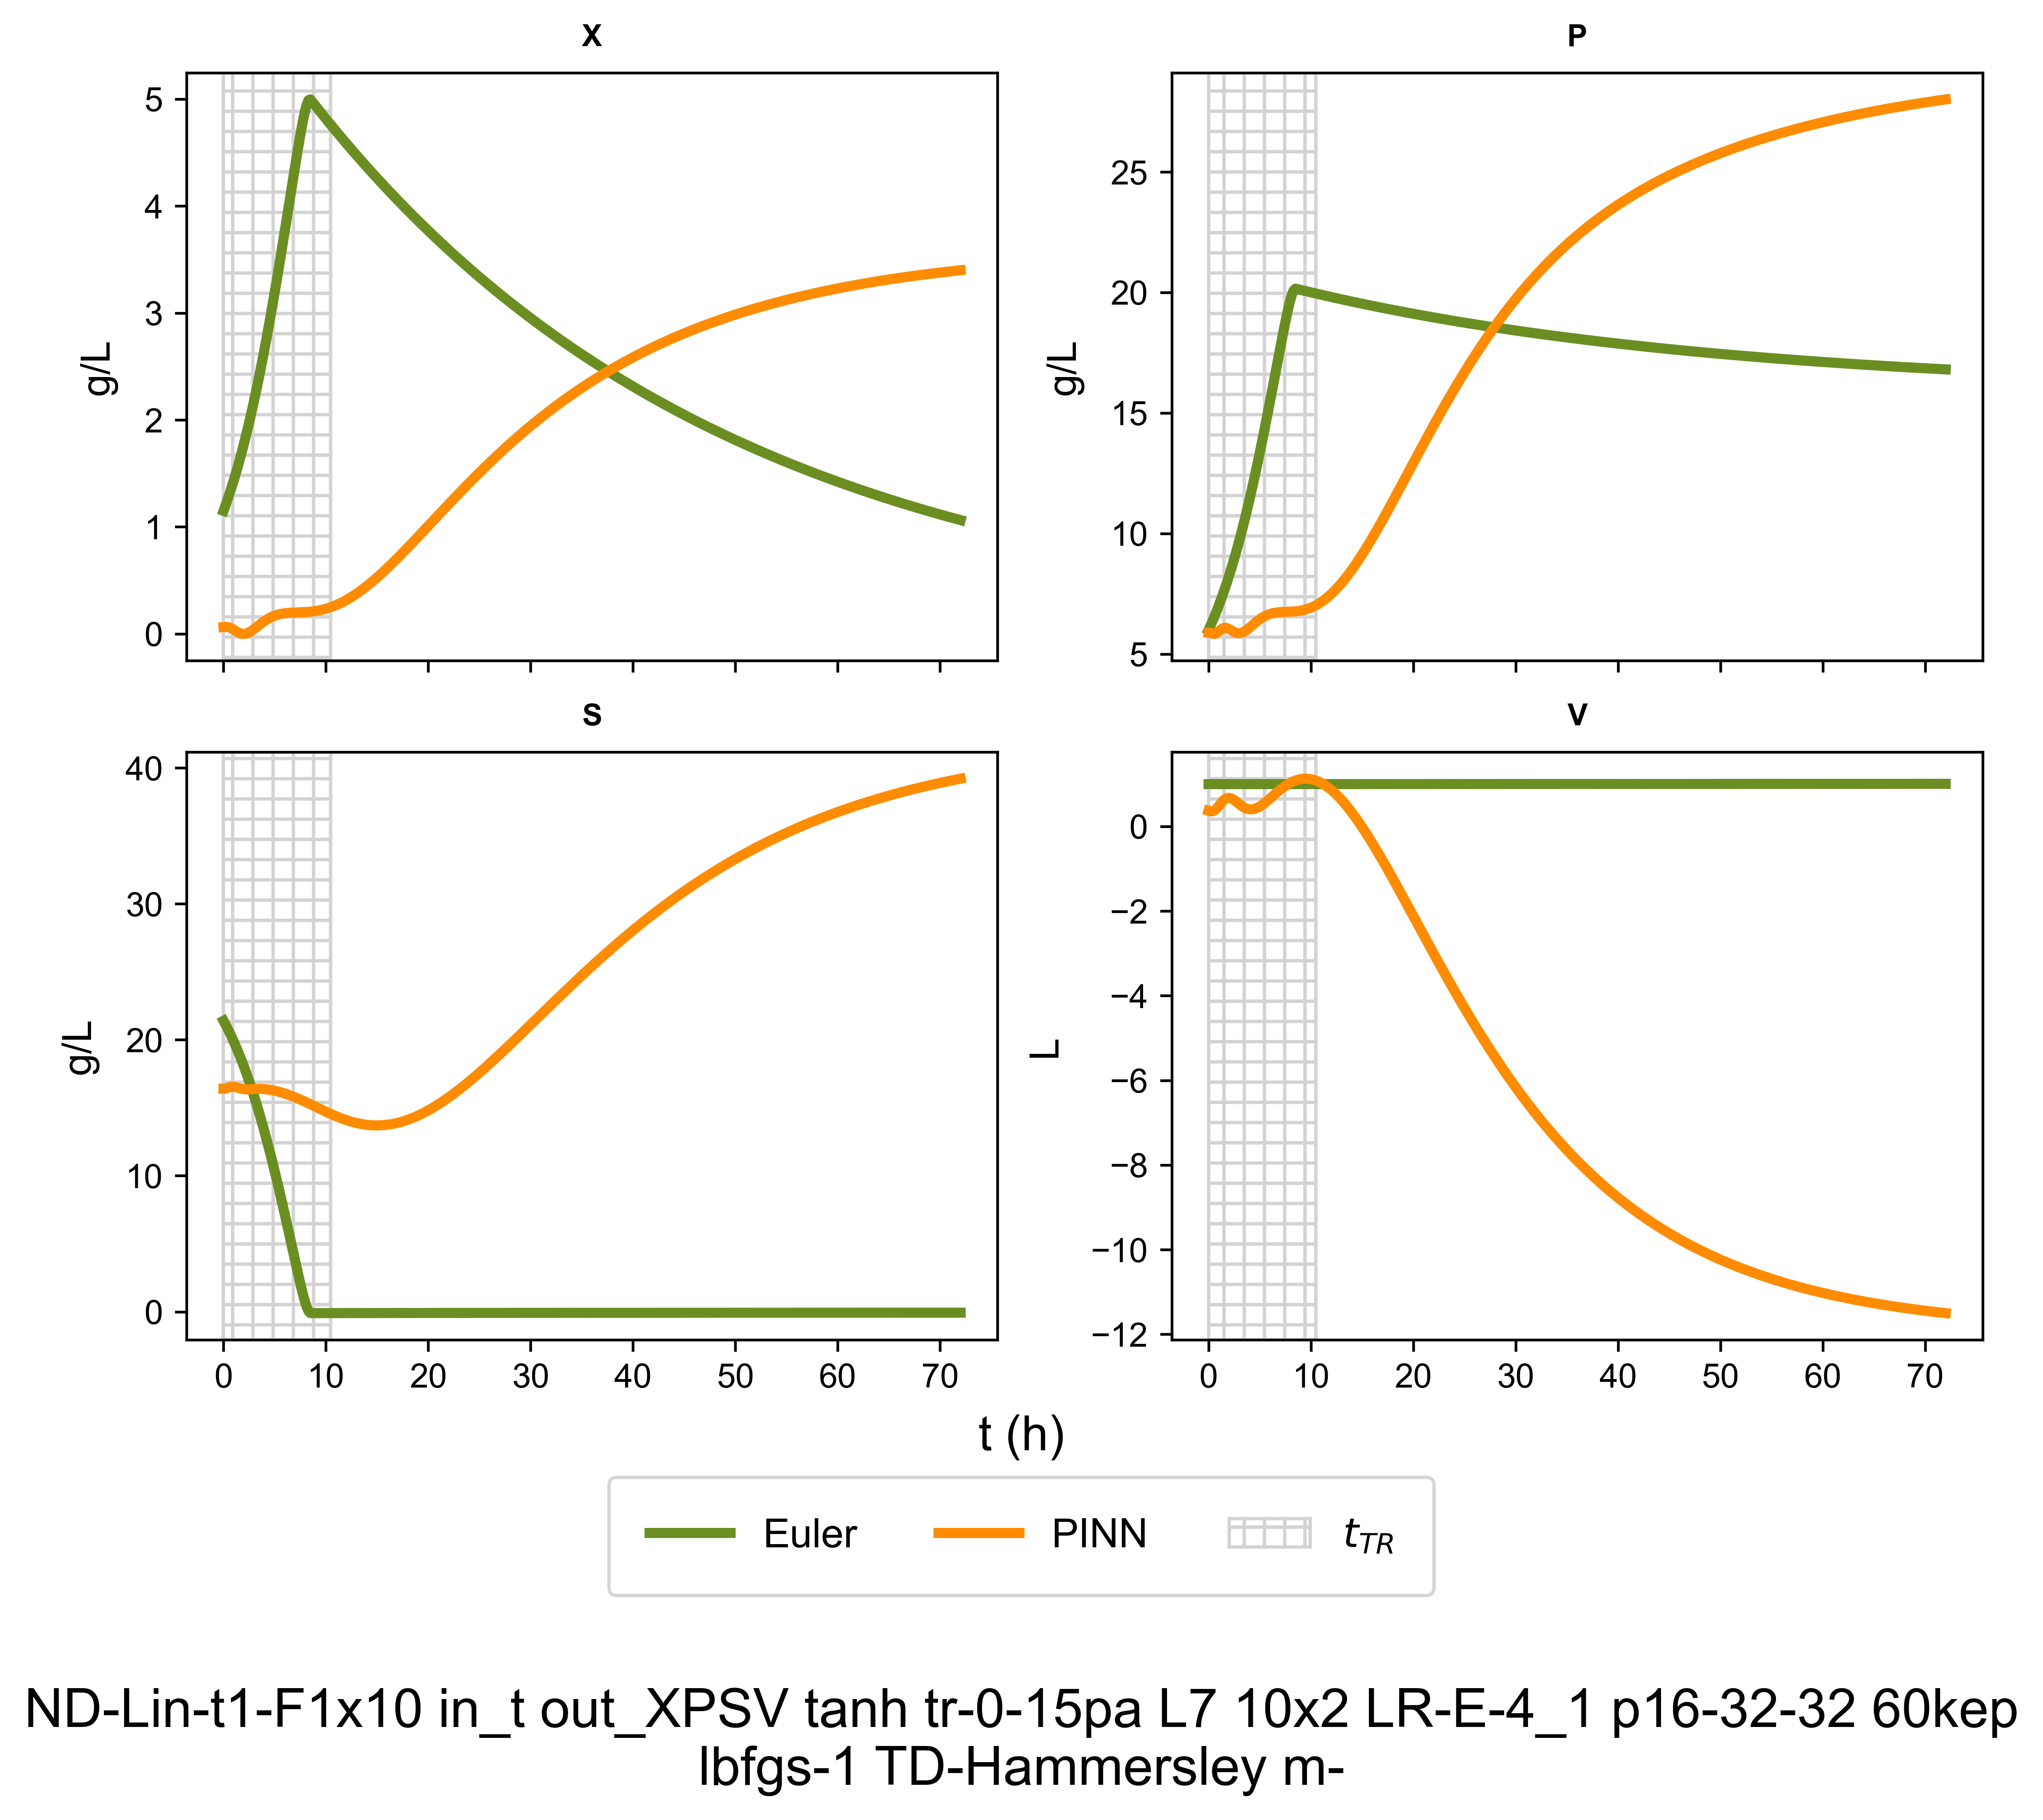 X
P
5
4
3
2
1
0
g/L
25
20
15
10
5
g/L
S
V
40
30
20
10
0
g/L
0
−2
−4
−6
−8
−10
−12
L
0 10 20 30 40 50 60 70
0 10 20 30 40 50 60 70
t (h)
Euler PINN t_TR
ND-Lin-t1-F1x10 in_t out_XPSV tanh tr-0-15pa L7 10x2 LR-E-4_1 p16-32-32 60kep
lbfgs-1 TD-Hammersley m-